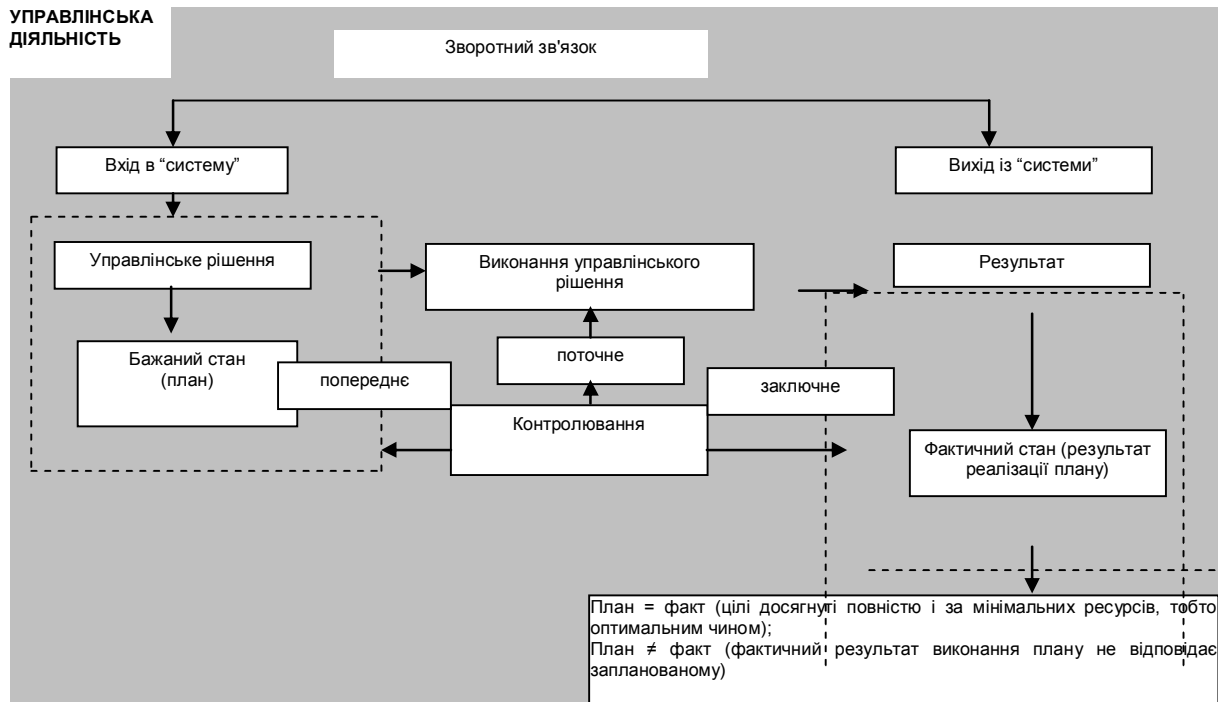 УПРАВЛІНСЬКА
ДІЯЛЬНІСТЬ
Зворотний зв'язок
Вхід в “систему”
Вихід із “системи”
Управлінське рішення
Виконання управлінського
рішення
Результат
Бажаний стан
(план)
попереднє
поточне
заключне
Контролювання
Фактичний стан (результат
реалізації плану)
План = факт (цілі досягнуті повністю і за мінімальних ресурсів, тобто
оптимальним чином);
План ≠ факт (фактичний результат виконання плану не відповідає
запланованому)